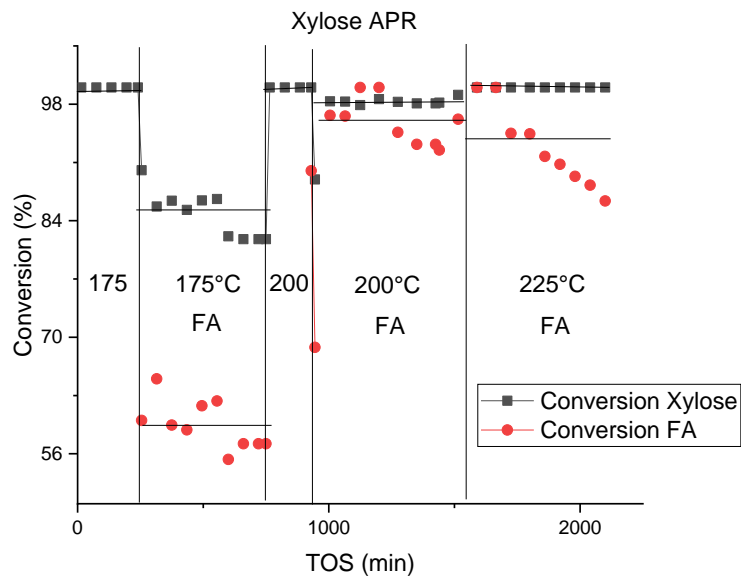 Xylose APR
Conversion (%)
98
84
70
56
175
175°C
FA
200
200°C
FA
225°C
FA
Conversion Xylose
Conversion FA
0
1000
2000
TOS (min)